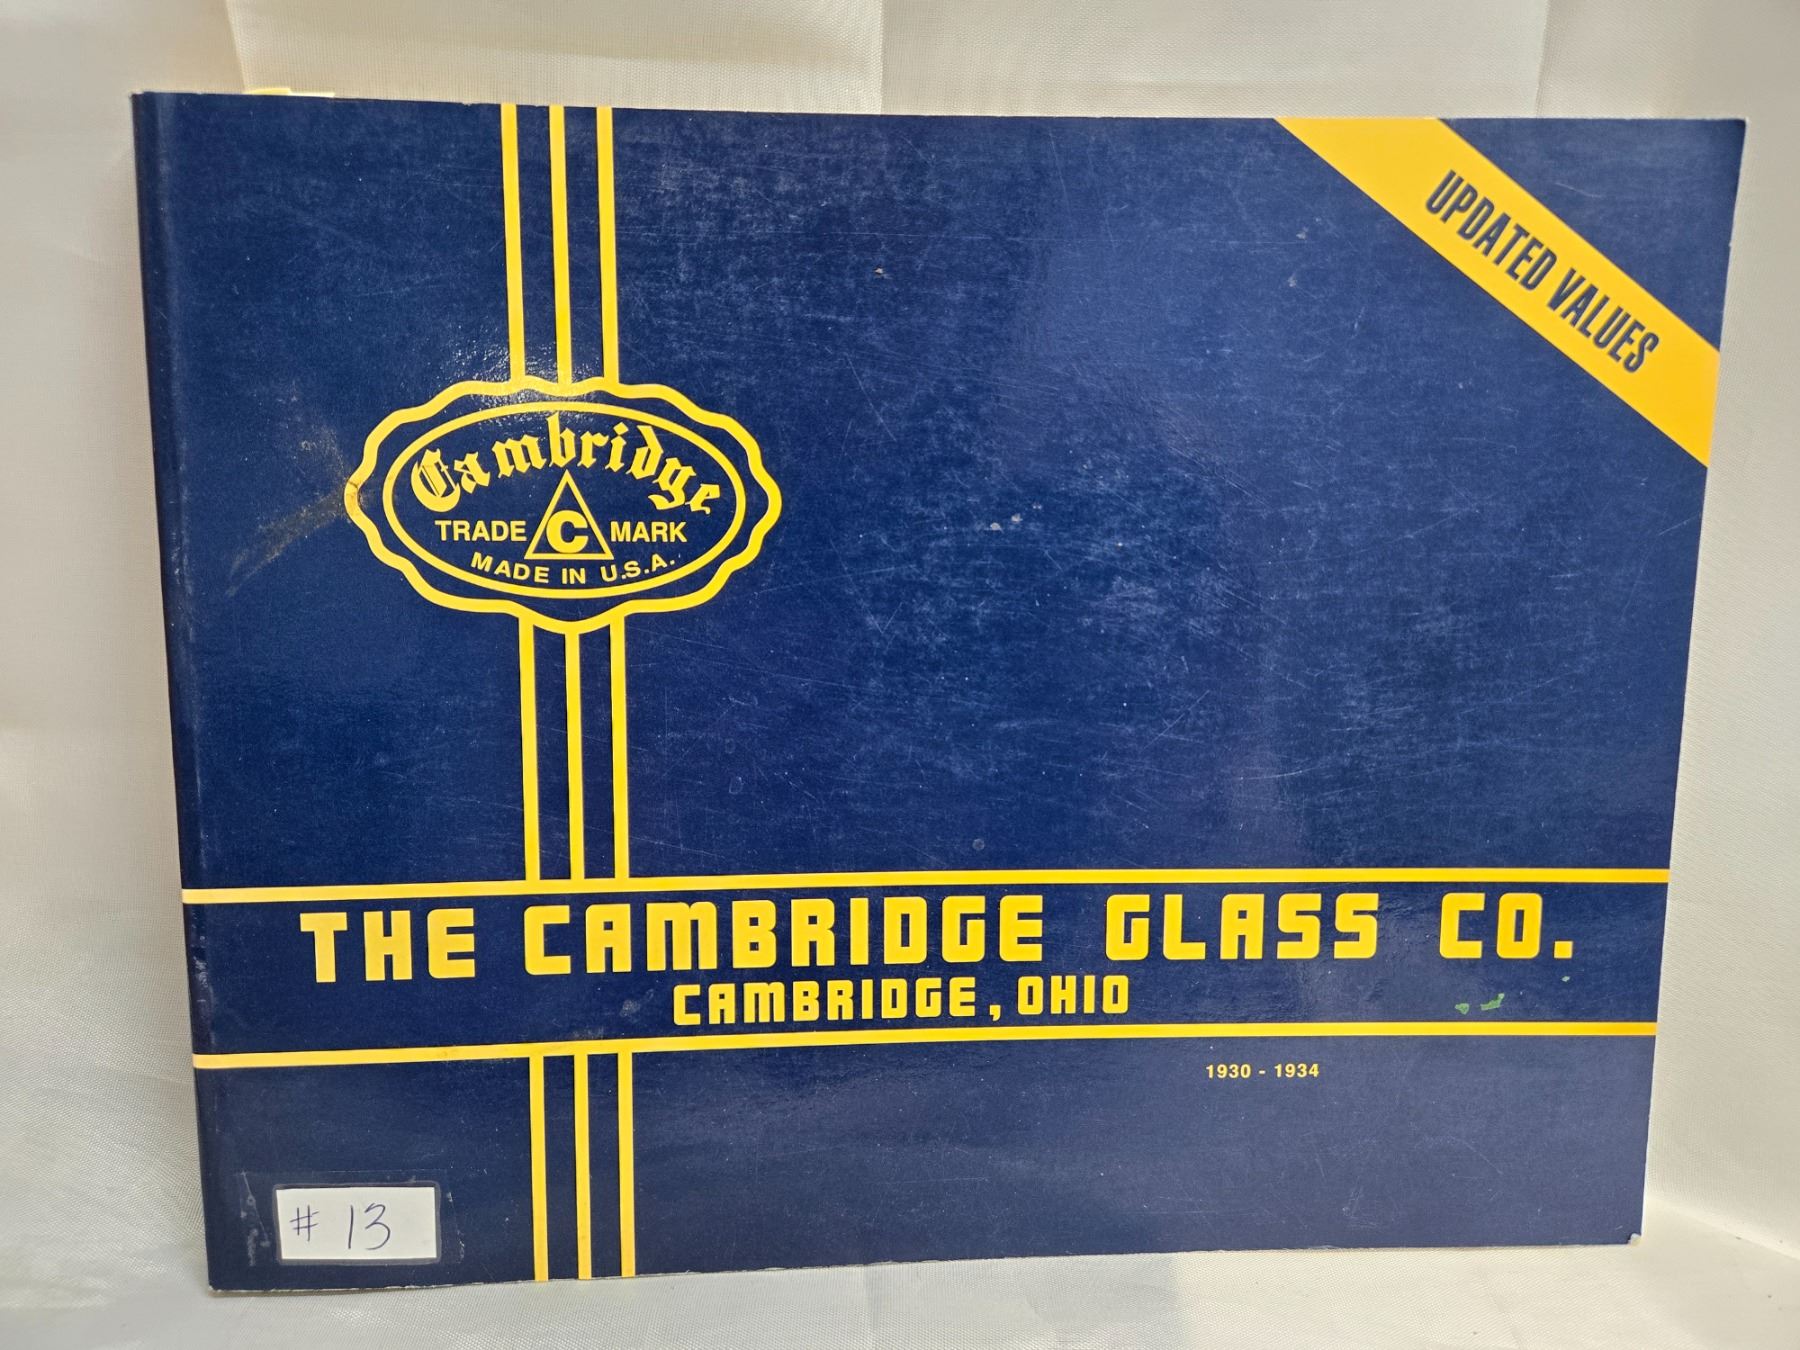 UPDATED VALUES
Cambridge
TRADE C MARK
MADE IN U.S.A.
THE CAMBRIDGE GLASS CO.
CAMBRIDGE, OHIO
1930 - 1934
# 13